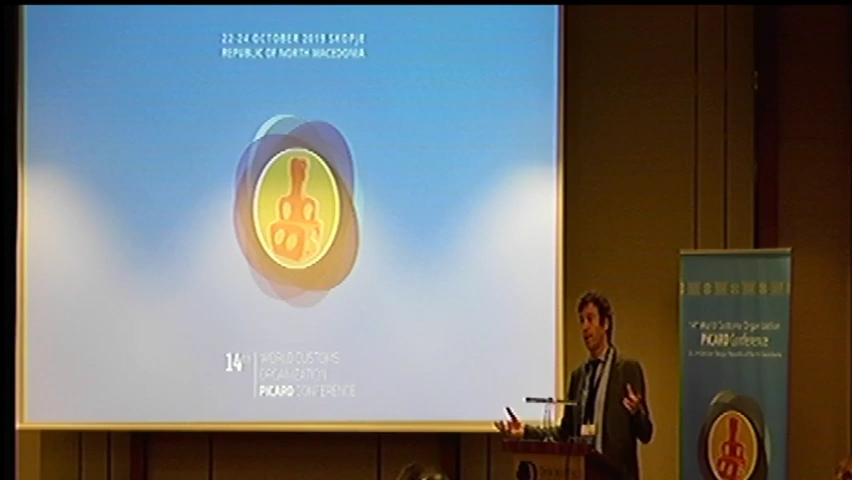 22-24 OCTOBER 2019 SKOPJE
REPUBLIC OF NORTH MACEDONIA
14th
WORLD CUSTOMS
ORGANIZATION
PICARD CONFERENCE
14th World Customs Organization
PICARD Conference